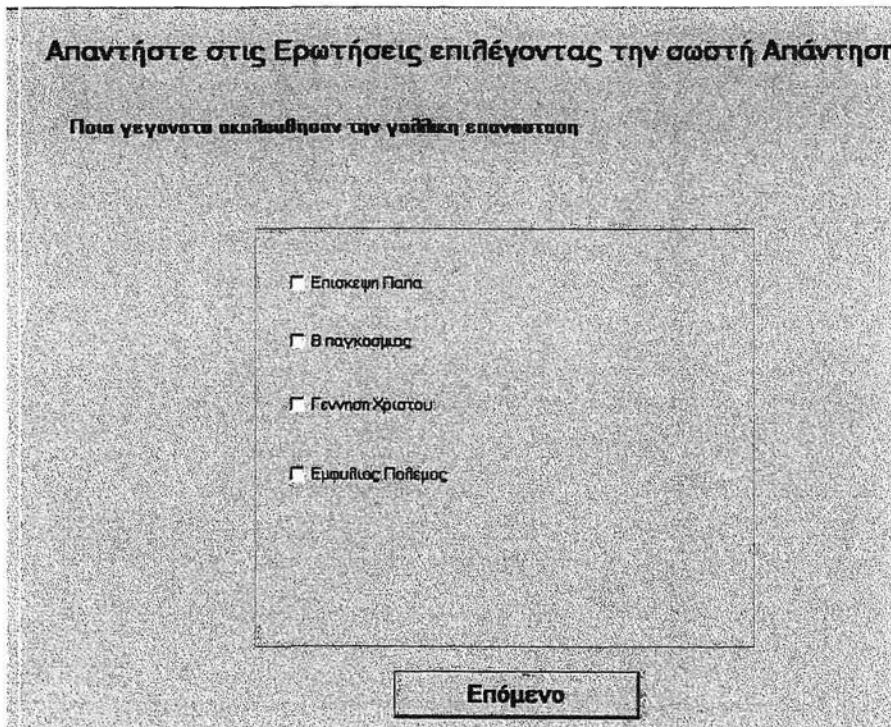 Απαντήστε στις Ερωτήσεις επιλέγοντας την σωστή Απάντηση
Ποια γεγονοτα ακολουθησαν την γαλλικη επανασταση
Επισκεψη Παπα
Β παγκοσμιος
Γεννηση Χριστου
Εμφυλιος Πολεμος
Επόμενο